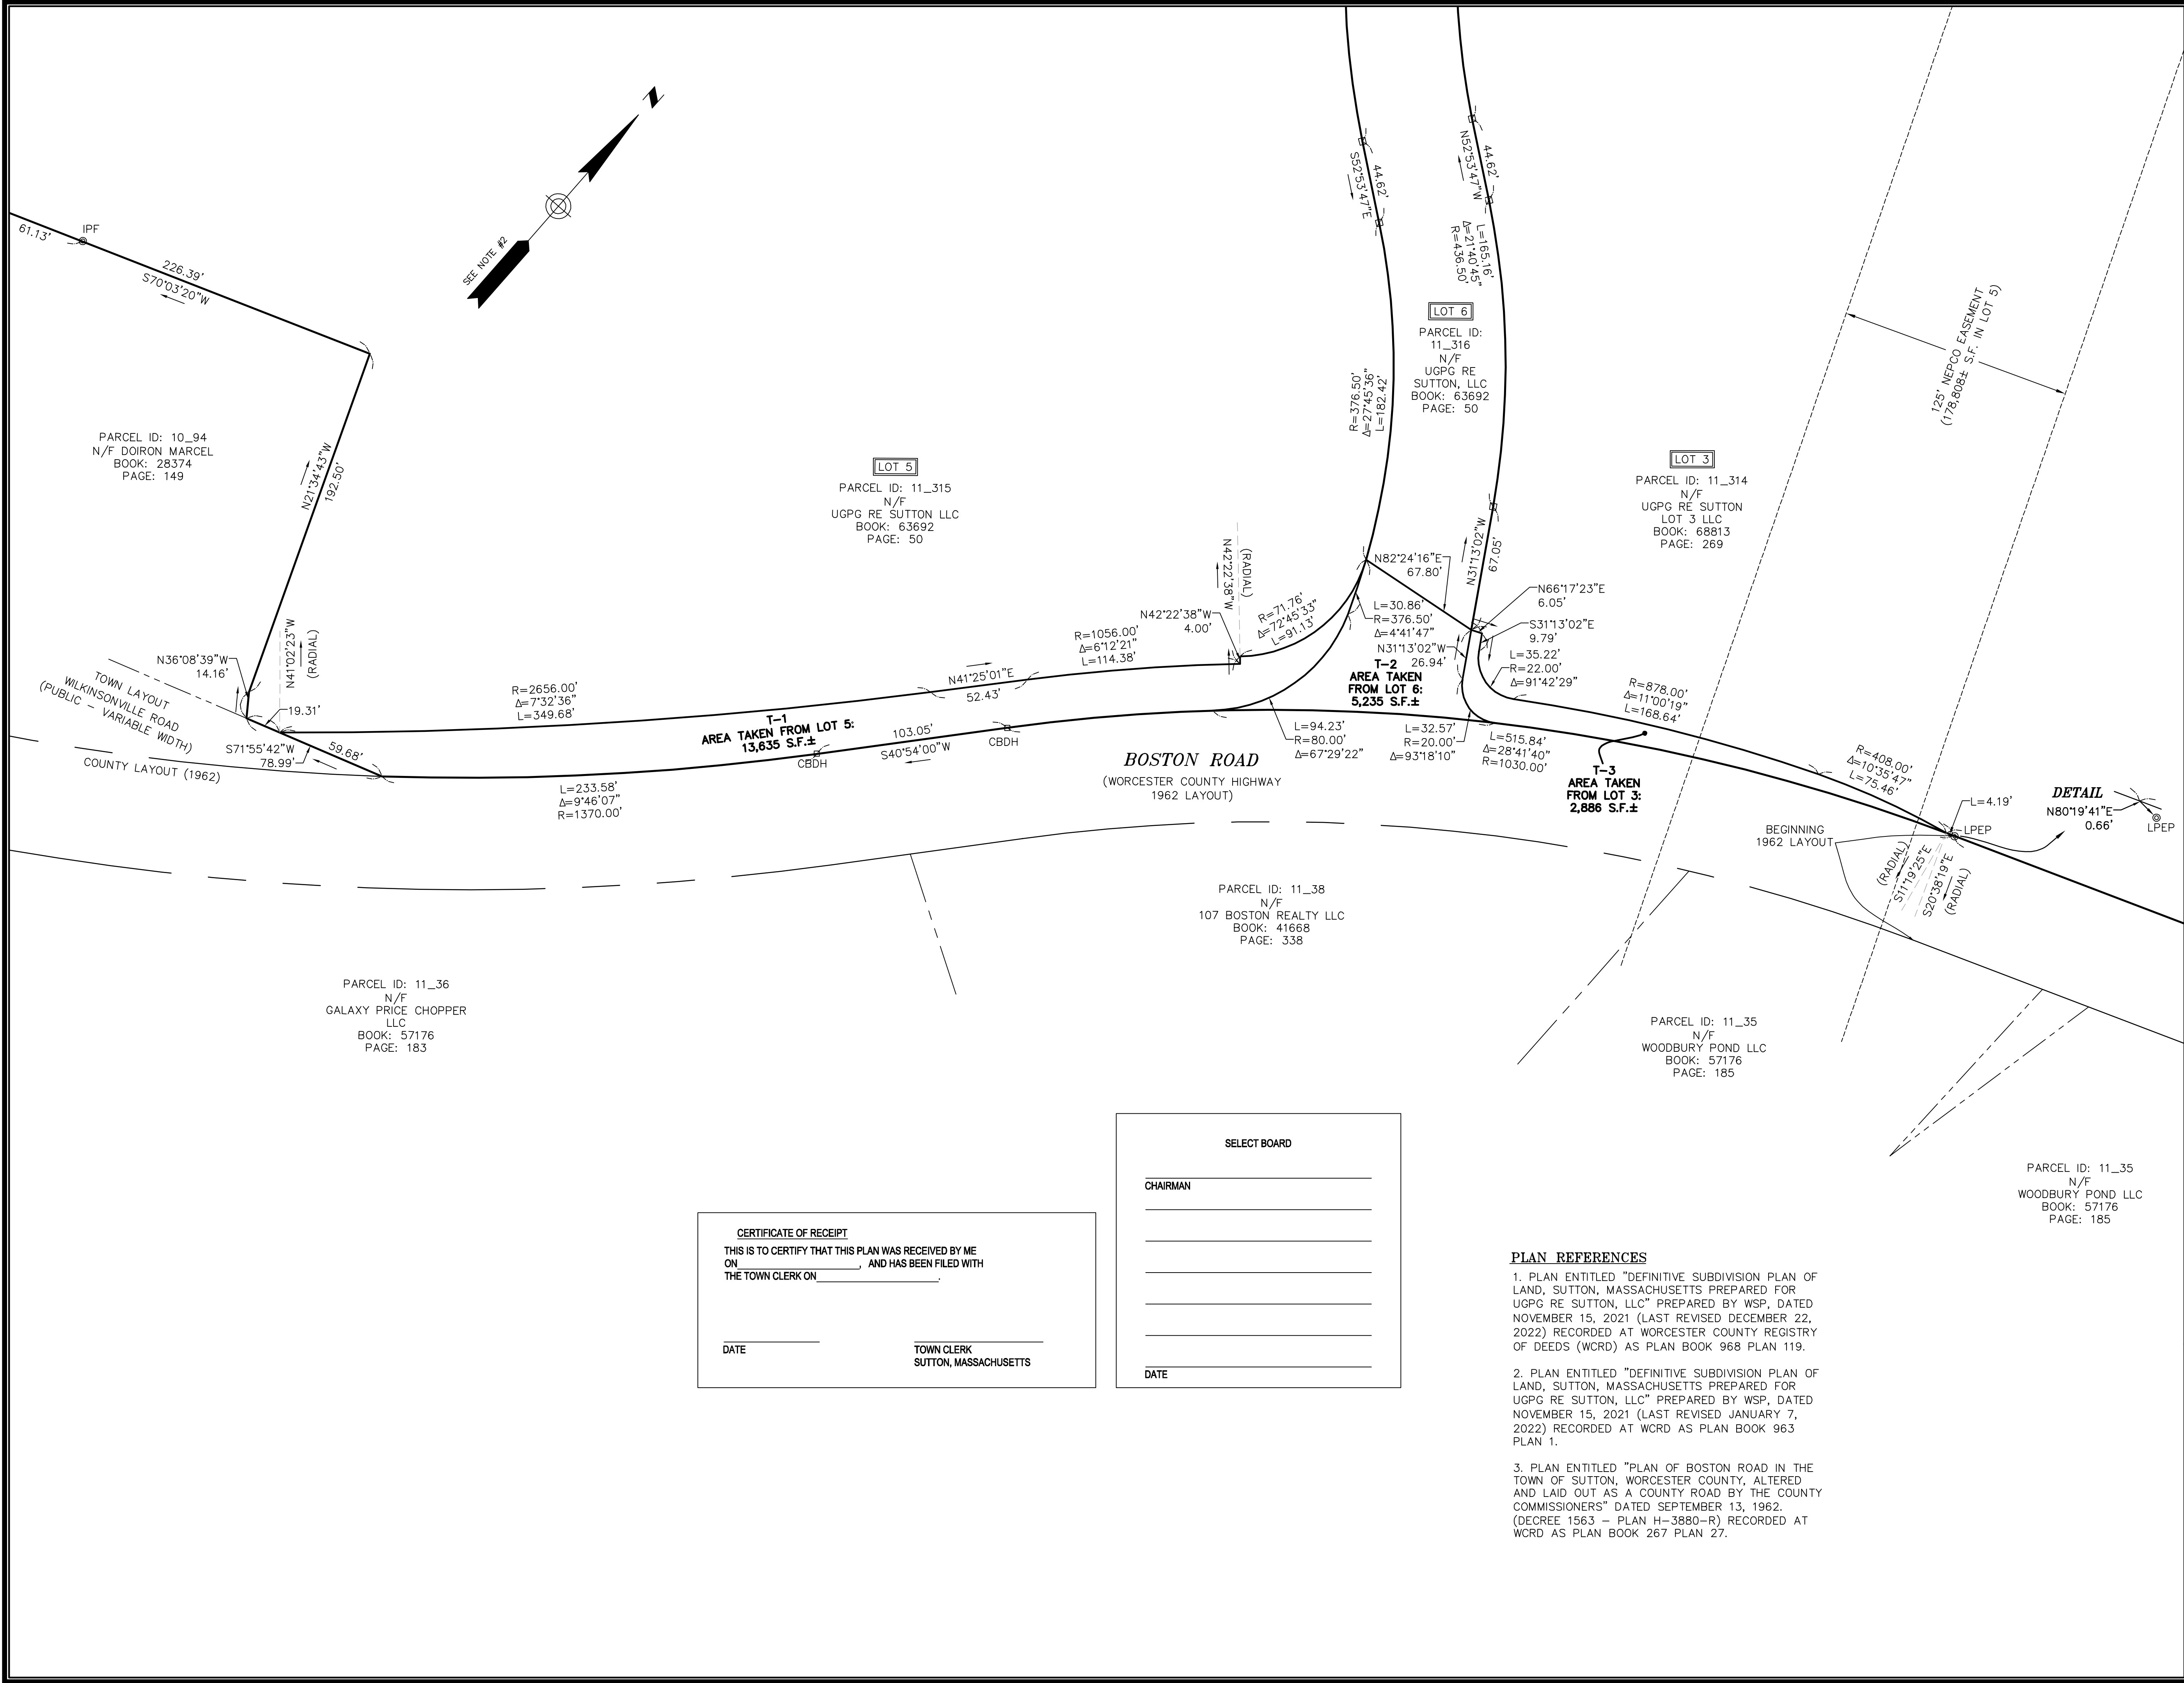 61.13'
IPF
226.39'
S70°03'20"W
SEE NOTE #2
N
PARCEL ID: 10_94
N/F DOIRON MARCEL
BOOK: 28374
PAGE: 149
N21°34'43"W
192.50'
LOT 5
PARCEL ID: 11_315
N/F
UGPG RE SUTTON LLC
BOOK: 63692
PAGE: 50
S52°53'47"E
44.62'
N52°53'47"W
44.62'
L=165.16'
Δ=21°40'45"
R=436.50'
LOT 6
PARCEL ID:
11_316
N/F
UGPG RE
SUTTON, LLC
BOOK: 63692
PAGE: 50
R=376.50'
Δ=27°45'36"
L=182.42'
LOT 3
PARCEL ID: 11_314
N/F
UGPG RE SUTTON
LOT 3 LLC
BOOK: 68813
PAGE: 269
125' NEPCO EASEMENT
(178,808± S.F. IN LOT 5)
N36°08'39"W
14.16'
N41°02'23"W
(RADIAL)
TOWN LAYOUT
WILKINSONVILLE ROAD
(PUBLIC – VARIABLE WIDTH)
19.31'
S71°55'42"W
78.99'
59.68'
COUNTY LAYOUT (1962)
R=2656.00'
Δ=7°32'36"
L=349.68'
T-1
AREA TAKEN FROM LOT 5:
13,635 S.F.±
N41°25'01"E
52.43'
R=1056.00'
Δ=6°12'21"
L=114.38'
N42°22'38"W
4.00'
N42°22'38"W
(RADIAL)
R=71.76'
Δ=72°45'33"
L=91.13'
N82°24'16"E
67.80'
N31°13'02"W
67.05'
N66°17'23"E
6.05'
S31°13'02"E
9.79'
L=30.86'
R=376.50'
Δ=4°41'47"
N31°13'02"W
26.94'
T-2
AREA TAKEN
FROM LOT 6:
5,235 S.F.±
L=35.22'
R=22.00'
Δ=91°42'29"
R=878.00'
Δ=11°00'19"
L=168.64'
L=233.58'
Δ=9°46'07"
R=1370.00'
CBDH
103.05'
S40°54'00"W
CBDH
BOSTON ROAD
(WORCESTER COUNTY HIGHWAY
1962 LAYOUT)
L=94.23'
R=80.00'
Δ=67°29'22"
L=32.57'
R=20.00'
Δ=93°18'10"
L=515.84'
Δ=28°41'40"
R=1030.00'
T-3
AREA TAKEN
FROM LOT 3:
2,886 S.F.±
R=408.00'
Δ=10°35'47"
L=75.46'
BEGINNING
1962 LAYOUT
L=4.19'
LPEP
(RADIAL)
S11°19'25"E
S20°38'19"E
(RADIAL)
DETAIL
N80°19'41"E
0.66'
LPEP
PARCEL ID: 11_38
N/F
107 BOSTON REALTY LLC
BOOK: 41668
PAGE: 338
PARCEL ID: 11_36
N/F
GALAXY PRICE CHOPPER
LLC
BOOK: 57176
PAGE: 183
PARCEL ID: 11_35
N/F
WOODBURY POND LLC
BOOK: 57176
PAGE: 185
PARCEL ID: 11_35
N/F
WOODBURY POND LLC
BOOK: 57176
PAGE: 185
CERTIFICATE OF RECEIPT
THIS IS TO CERTIFY THAT THIS PLAN WAS RECEIVED BY ME
ON____________________, AND HAS BEEN FILED WITH
THE TOWN CLERK ON____________________.
DATE
TOWN CLERK
SUTTON, MASSACHUSETTS
SELECT BOARD
CHAIRMAN
DATE
PLAN REFERENCES
1. PLAN ENTITLED "DEFINITIVE SUBDIVISION PLAN OF
LAND, SUTTON, MASSACHUSETTS PREPARED FOR
UGPG RE SUTTON, LLC" PREPARED BY WSP, DATED
NOVEMBER 15, 2021 (LAST REVISED DECEMBER 22,
2022) RECORDED AT WORCESTER COUNTY REGISTRY
OF DEEDS (WCRD) AS PLAN BOOK 968 PLAN 119.
2. PLAN ENTITLED "DEFINITIVE SUBDIVISION PLAN OF
LAND, SUTTON, MASSACHUSETTS PREPARED FOR
UGPG RE SUTTON, LLC" PREPARED BY WSP, DATED
NOVEMBER 15, 2021 (LAST REVISED JANUARY 7,
2022) RECORDED AT WCRD AS PLAN BOOK 963
PLAN 1.
3. PLAN ENTITLED "PLAN OF BOSTON ROAD IN THE
TOWN OF SUTTON, WORCESTER COUNTY, ALTERED
AND LAID OUT AS A COUNTY ROAD BY THE COUNTY
COMMISSIONERS" DATED SEPTEMBER 13, 1962.
(DECREE 1563 – PLAN H–3880–R) RECORDED AT
WCRD AS PLAN BOOK 267 PLAN 27.